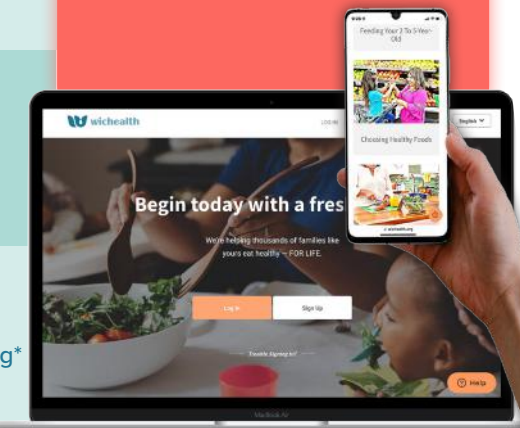 Feeding Your 2 To 5-Year-
Old
Choosing Healthy Foods
wichealth.org
wichealth
LOG IN
English
Begin today with a fres
We're helping thousands of families like
yours eat healthy — FOR LIFE.
Log In
Sign Up
Trouble Signing In?
Help
g*
MacBook Air